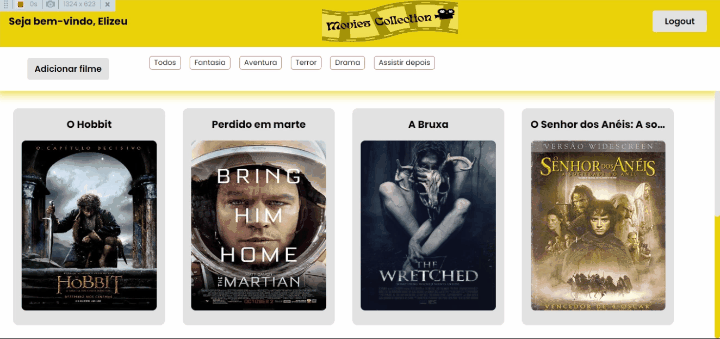 0s 1324 x 623
Seja bem-vindo, Elizeu
Movies Collection
Logout
Adicionar filme
Todos
Fantasia
Aventura
Terror
Drama
Assistir depois
O Hobbit
Perdido em marte
A Bruxa
O Senhor dos Anéis: A so...
O CAPÍTULO DECISIVO
THE HOBBIT
BRING
HIM
HOME
THE MARTIAN
THE
WRETCHED
VERSÃO WIDESCREEN
O SENHOR DOS ANÉIS
VENCEDOR DE 4 OSCAR